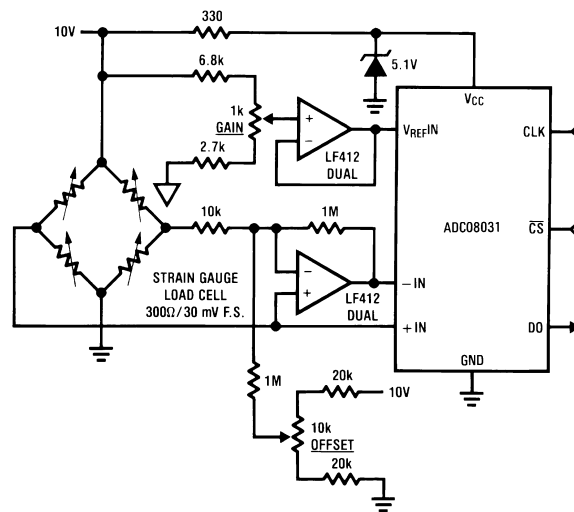 330
10V
6.8k
5.1V
1k
GAIN
VCC
VREFIN
CLK
2.7k
LF412
DUAL
10k
1M
ADC08031
CS
STRAIN GAUGE
LOAD CELL
300Ω/30 mV F.S.
LF412
DUAL
−IN
+IN
DO
GND
1M
20k
10V
10k
OFFSET
20k